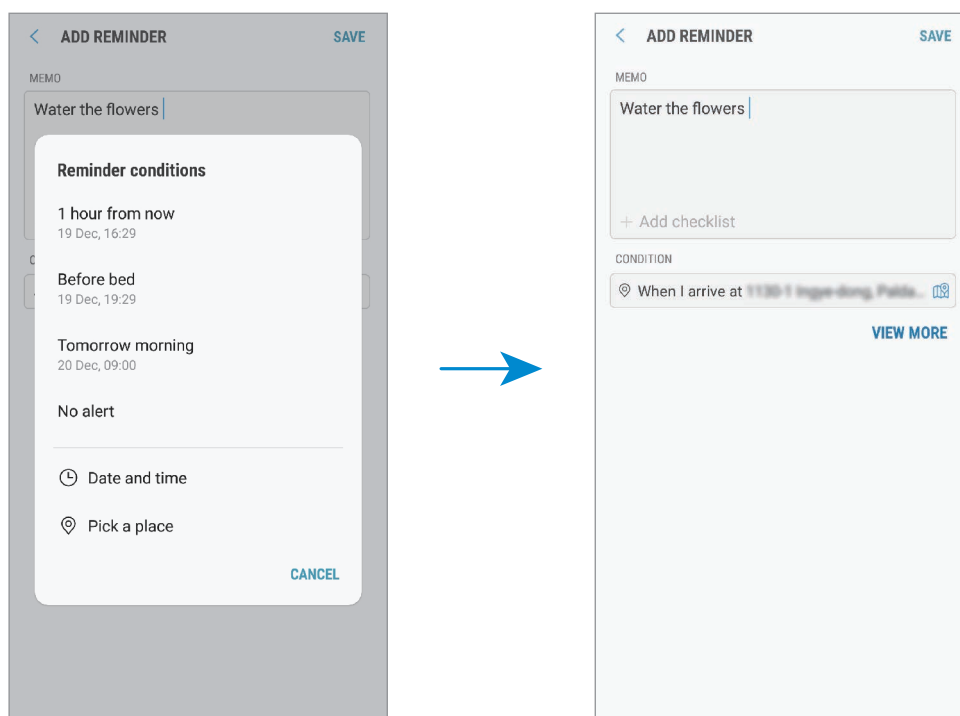 ADD REMINDER SAVE
MEMO
Water the flowers
Reminder conditions
1 hour from now
19 Dec, 16:29
Before bed
19 Dec, 19:29
Tomorrow morning
20 Dec, 09:00
No alert
Date and time
Pick a place
CANCEL
ADD REMINDER SAVE
MEMO
Water the flowers
+ Add checklist
CONDITION
When I arrive at
VIEW MORE